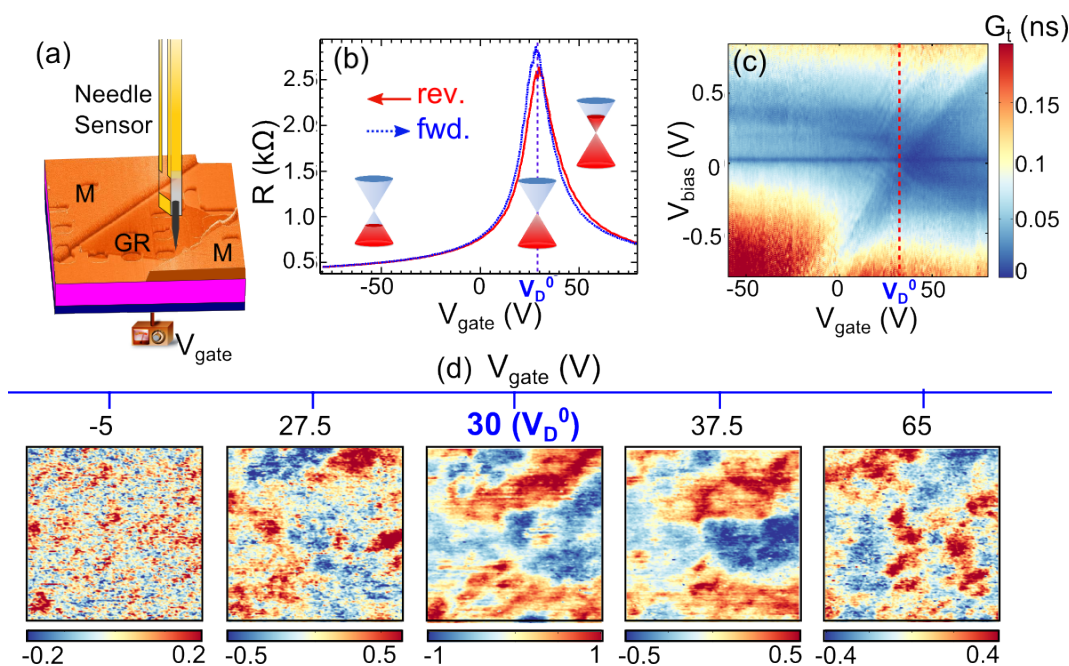 (a)
Needle
Sensor
M
GR
M
V_gate
(b)
R (kΩ)
2.5
2.0
1.5
1.0
0.5
rev.
fwd.
-50
0
V_D^0
50
V_gate (V)
(c)
G_t (ns)
V_bias (V)
0.5
0
-0.5
-50
0
V_D^0
50
V_gate (V)
0.15
0.1
0.05
0
(d) V_gate (V)
-5 27.5 30 (V_D^0) 37.5 65
-0.2 0.2 -0.5 0.5 -1 1 -0.5 0.5 -0.4 0.4